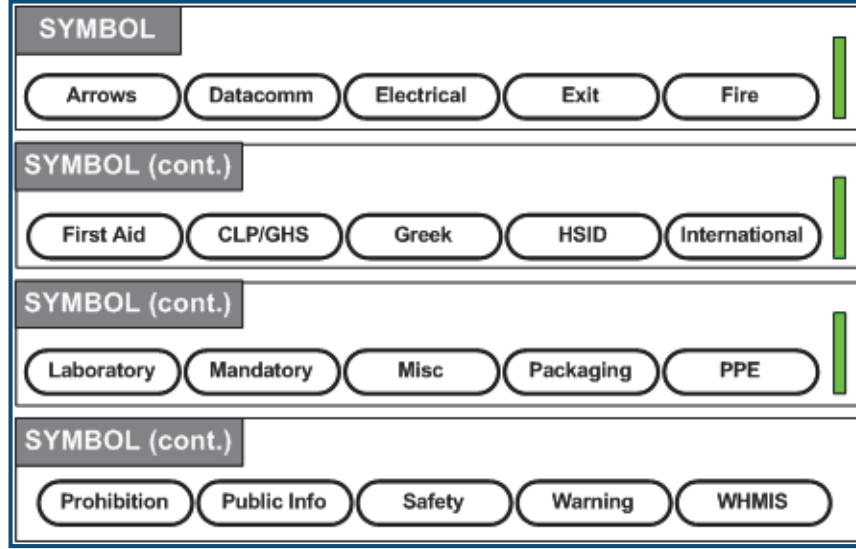 SYMBOL
Arrows Datacomm Electrical Exit Fire
SYMBOL (cont.)
First Aid CLP/GHS Greek HSID International
SYMBOL (cont.)
Laboratory Mandatory Misc Packaging PPE
SYMBOL (cont.)
Prohibition Public Info Safety Warning WHMIS